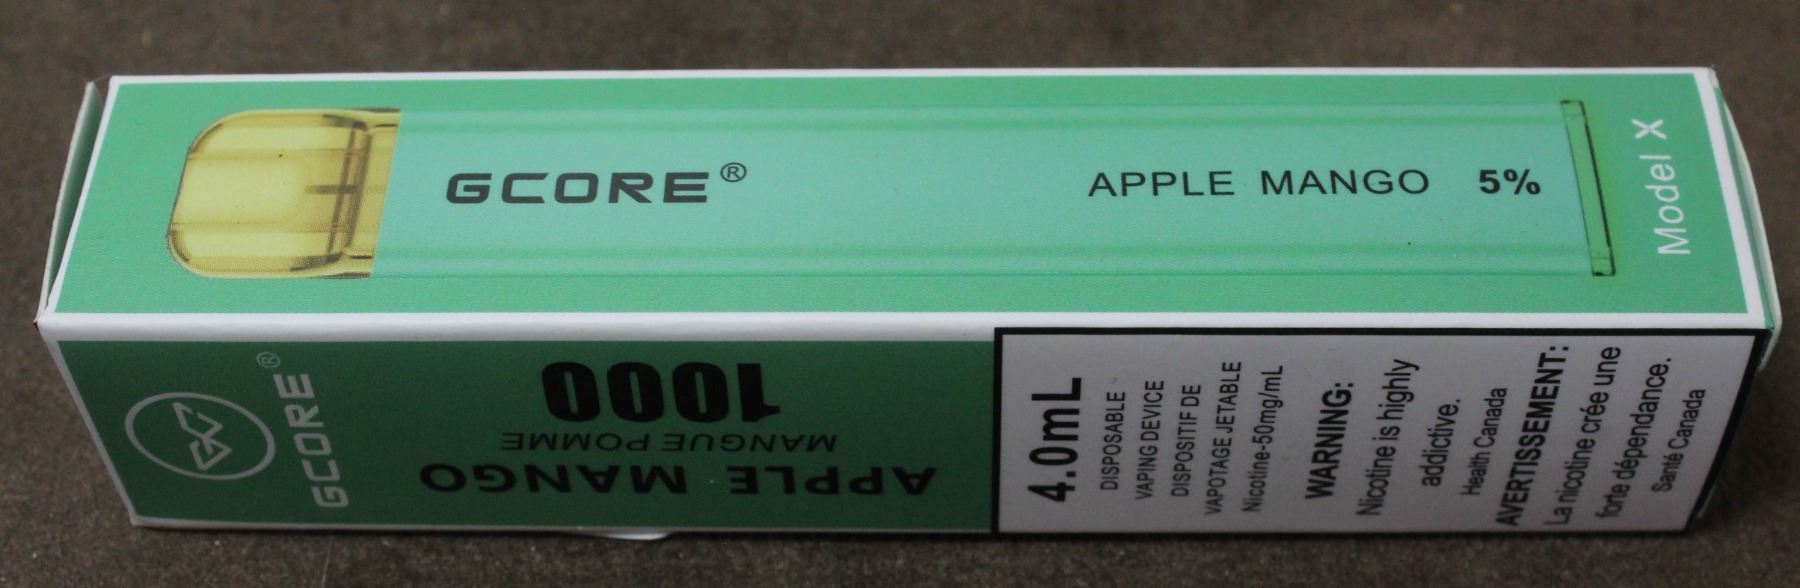 GCORE®
APPLE MANGO 5%
Model X
GC
GCORE®
APPLE MANGO
MANGUE POMME
1000
4.0mL
DISPOSABLE
VAPING DEVICE
DISPOSITIF DE
VAPOTAGE JETABLE
Nicotine-50mg/mL
WARNING:
Nicotine is highly
addictive.
Health Canada
AVERTISSEMENT:
La nicotine crée une
forte dépendance.
Santé Canada